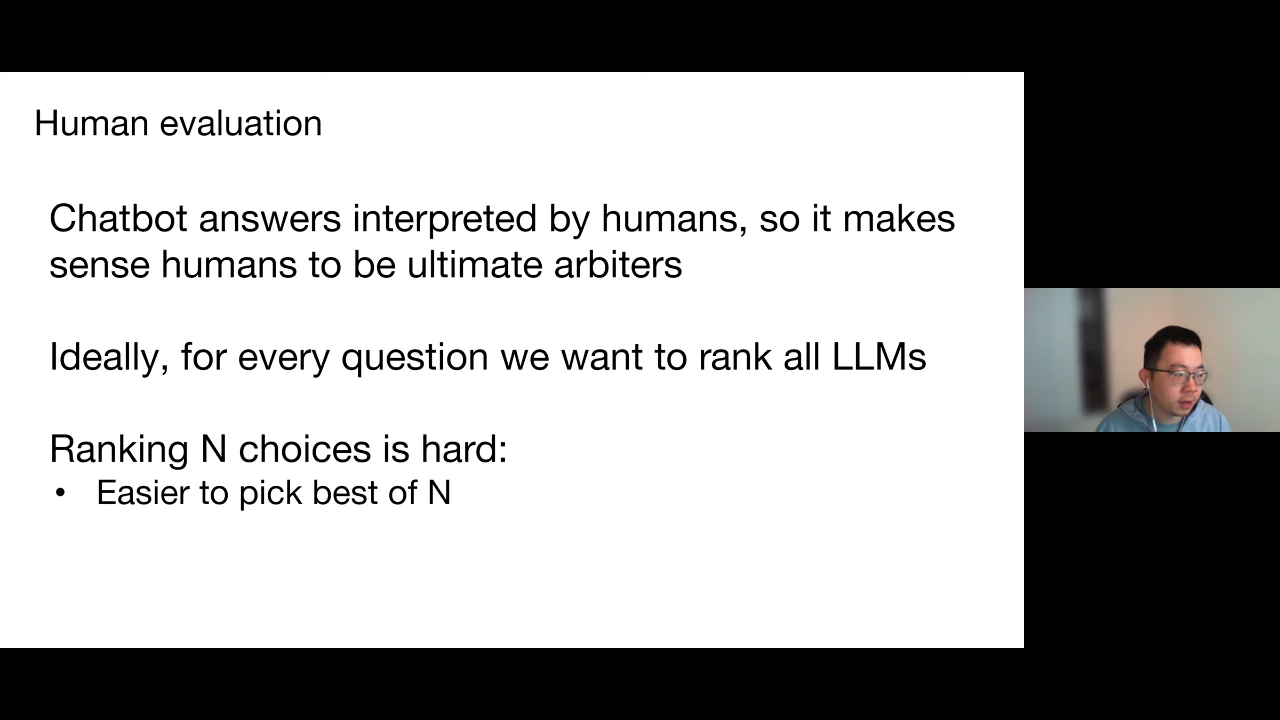 Human evaluation
Chatbot answers interpreted by humans, so it makes
sense humans to be ultimate arbiters
Ideally, for every question we want to rank all LLMs
Ranking N choices is hard:
• Easier to pick best of N